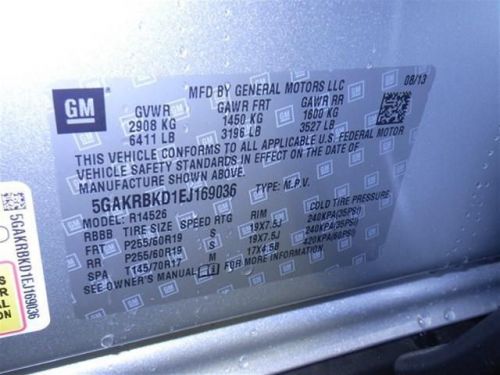 MFD BY GENERAL MOTORS LLC 08/13
GM
GVWR GAWR FRT GAWR RR
2908 KG 1450 KG 1600 KG
6411 LB 3196 LB 3527 LB
THIS VEHICLE CONFORMS TO ALL APPLICABLE U.S. FEDERAL MOTOR
VEHICLE SAFETY STANDARDS IN EFFECT ON THE DATE OF
MANUFACTURE SHOWN ABOVE.
5GAKRBKD1EJ169036 TYPE: M.P.V.
MODEL: R14526
RBBB TIRE SIZE SPEED RTG RIM COLD TIRE PRESSURE
FRT P255/60R19 S 19X7.5J 240KPA(35PSI)
RR P255/60R19 S 19X7.5J 240KPA(35PSI)
SPA T145/70R17 M 17X4.5B 420KPA(60PSI)
SEE OWNER'S MANUAL
5GAKRBKD1EJ169036